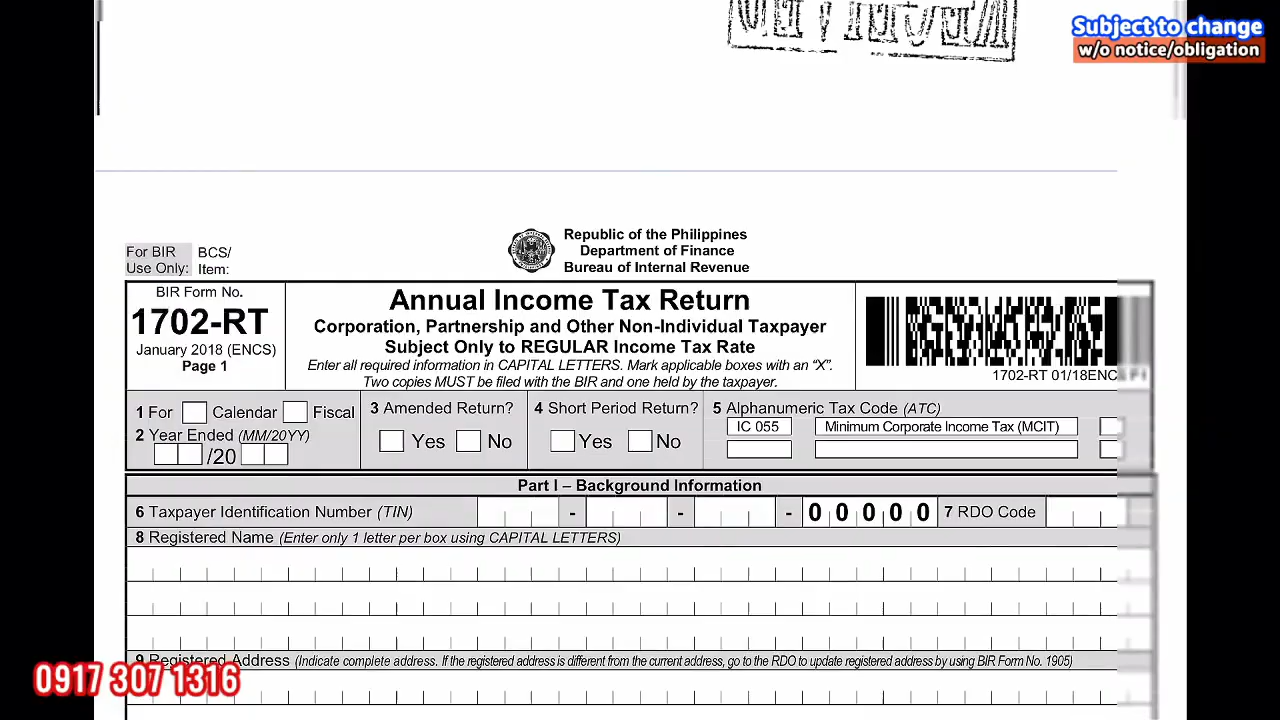 Subject to change
w/o notice/obligation
For BIR
Use Only:
BCS/
Item:
Republic of the Philippines
Department of Finance
Bureau of Internal Revenue
BIR Form No.
1702-RT
January 2018 (ENCS)
Page 1
Annual Income Tax Return
Corporation, Partnership and Other Non-Individual Taxpayer
Subject Only to REGULAR Income Tax Rate
Enter all required information in CAPITAL LETTERS. Mark applicable boxes with an “X”.
Two copies MUST be filed with the BIR and one held by the taxpayer.
1702-RT 01/18ENC
1 For Calendar Fiscal
2 Year Ended (MM/20YY)
/20
3 Amended Return?
Yes No
4 Short Period Return?
Yes No
5 Alphanumeric Tax Code (ATC)
IC 055 Minimum Corporate Income Tax (MCIT)
Part I – Background Information
6 Taxpayer Identification Number (TIN) - - - 0 0 0 0 0 7 RDO Code
8 Registered Name (Enter only 1 letter per box using CAPITAL LETTERS)
9 Registered Address (Indicate complete address. If the registered address is different from the current address, go to the RDO to update registered address by using BIR Form No. 1905)
0917 307 1316